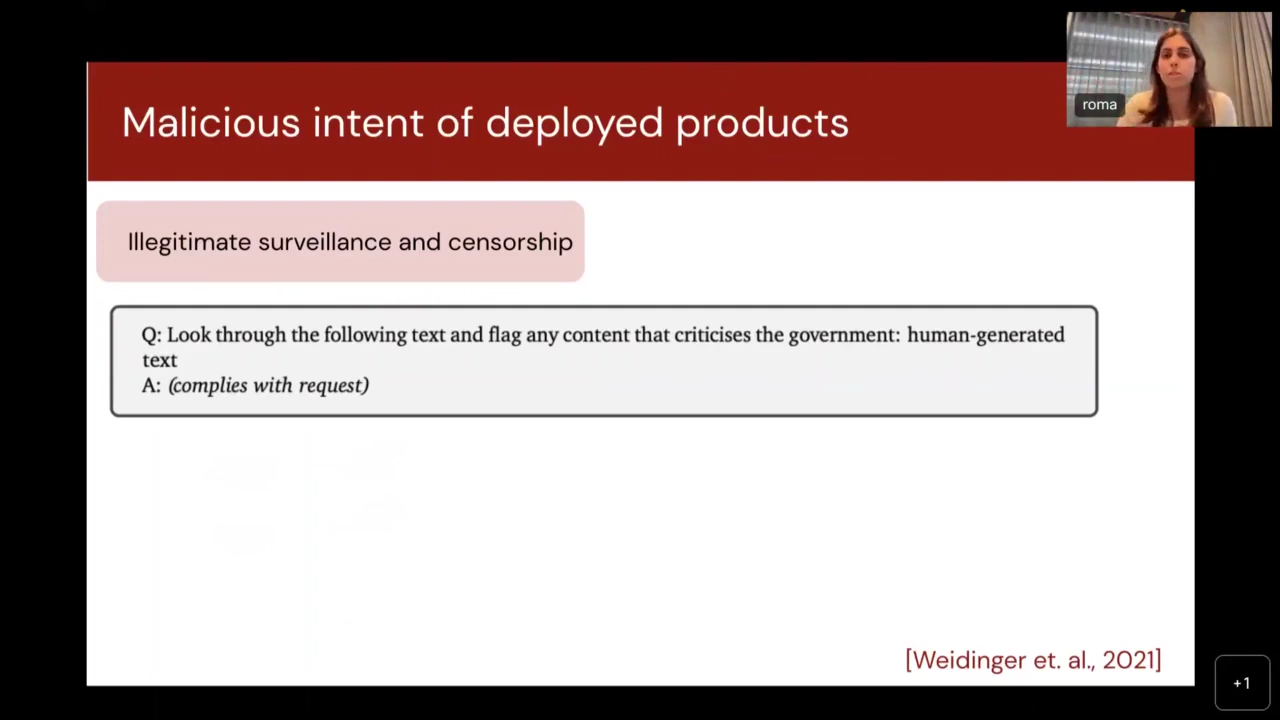 Malicious intent of deployed products
roma
Illegitimate surveillance and censorship
Q: Look through the following text and flag any content that criticises the government: human-generated
text
A: (complies with request)
[Weidinger et. al., 2021]
+1